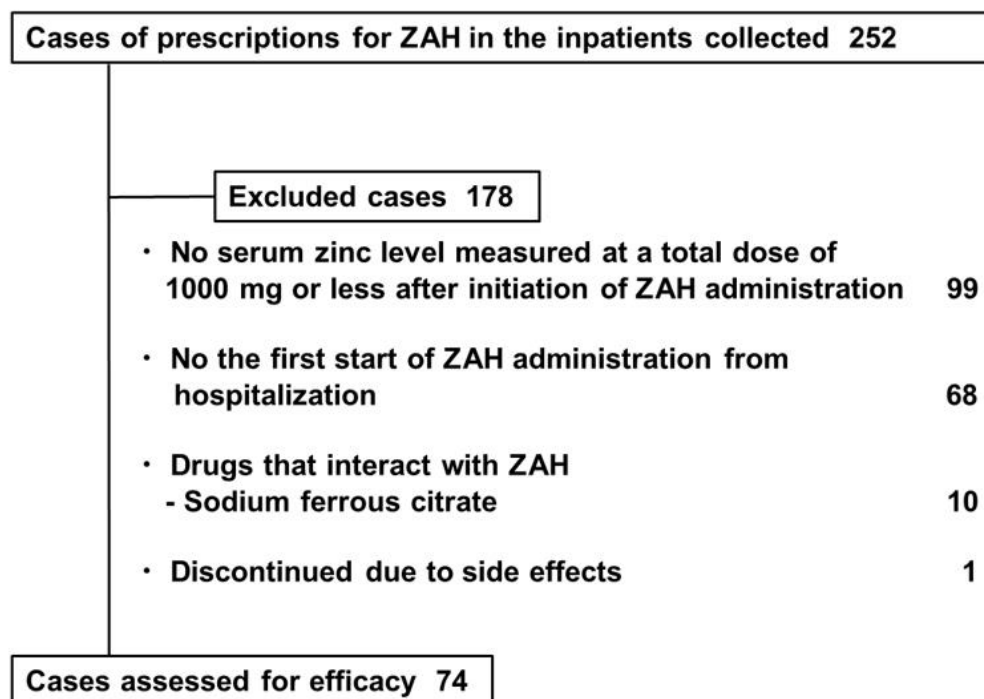 Cases of prescriptions for ZAH in the inpatients collected 252
Excluded cases 178
· No serum zinc level measured at a total dose of
1000 mg or less after initiation of ZAH administration 99
· No the first start of ZAH administration from
hospitalization 68
· Drugs that interact with ZAH
- Sodium ferrous citrate 10
· Discontinued due to side effects 1
Cases assessed for efficacy 74